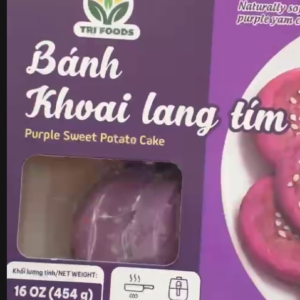 TRI FOODS
Naturally
purple yam
Bánh
Khoai lang tím
Purple Sweet Potato Cake
Khối lượng tịnh/NET WEIGHT:
16 OZ (454 g)